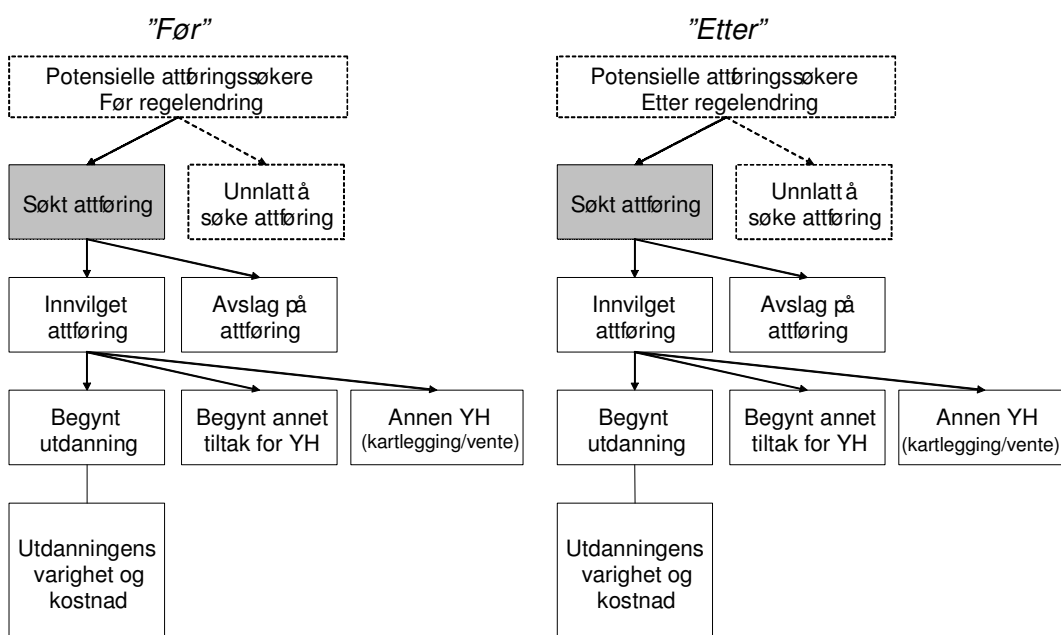 "Før"
Potensielle attføringssøkere
Før regelendring
Søkt attføring
Unnlatt å
søke attføring
Innvilget
attføring
Avslag på
attføring
Begynt
utdanning
Begynt annet
tiltak for YH
Annen YH
(kartlegging/vente)
Utdanningens
varighet og
kostnad
"Etter"
Potensielle attføringssøkere
Etter regelendring
Søkt attføring
Unnlatt å
søke attføring
Innvilget
attføring
Avslag på
attføring
Begynt
utdanning
Begynt annet
tiltak for YH
Annen YH
(kartlegging/vente)
Utdanningens
varighet og
kostnad